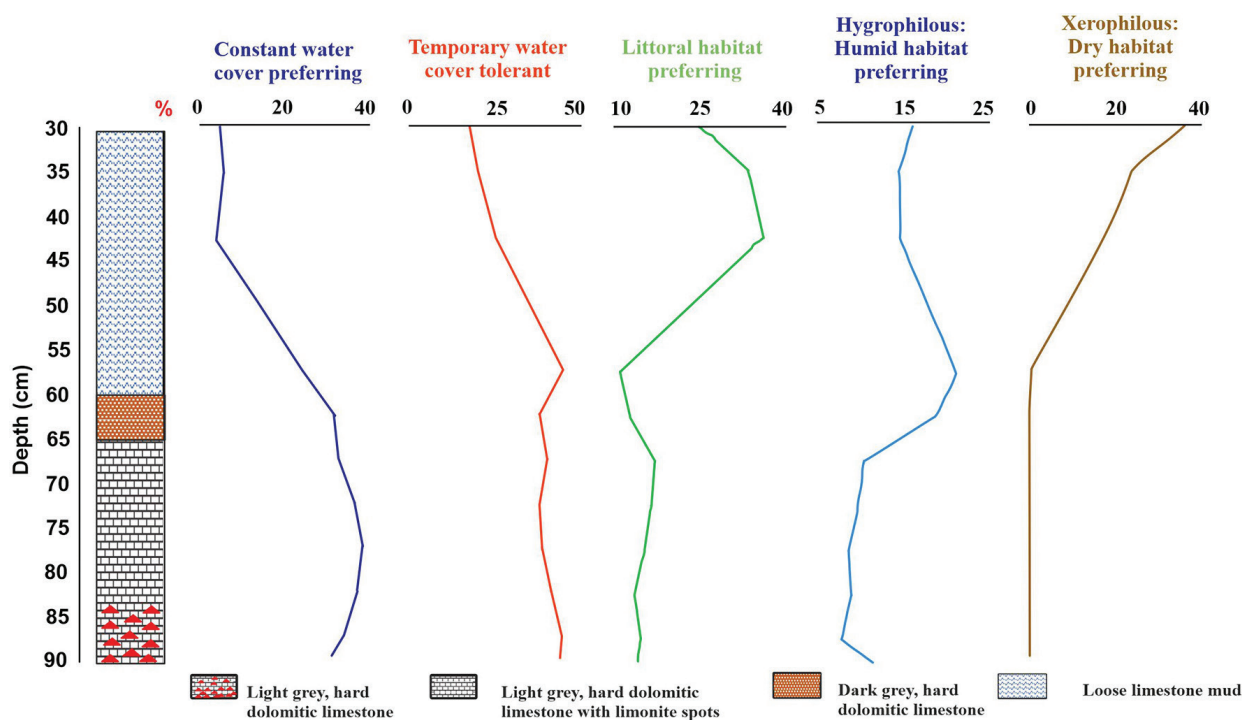 Constant water
cover preferring
Temporary water
cover tolerant
Littoral habitat
preferring
Hygrophilous:
Humid habitat
preferring
Xerophilous:
Dry habitat
preferring
%
0 20 40
0 25 50
10 25 40
5 15 25
0 20 40
Depth (cm)
30
35
40
45
50
55
60
65
70
75
80
85
90
Light grey, hard
dolomitic limestone
Light grey, hard dolomitic
limestone with limonite spots
Dark grey, hard
dolomitic limestone
Loose limestone mud